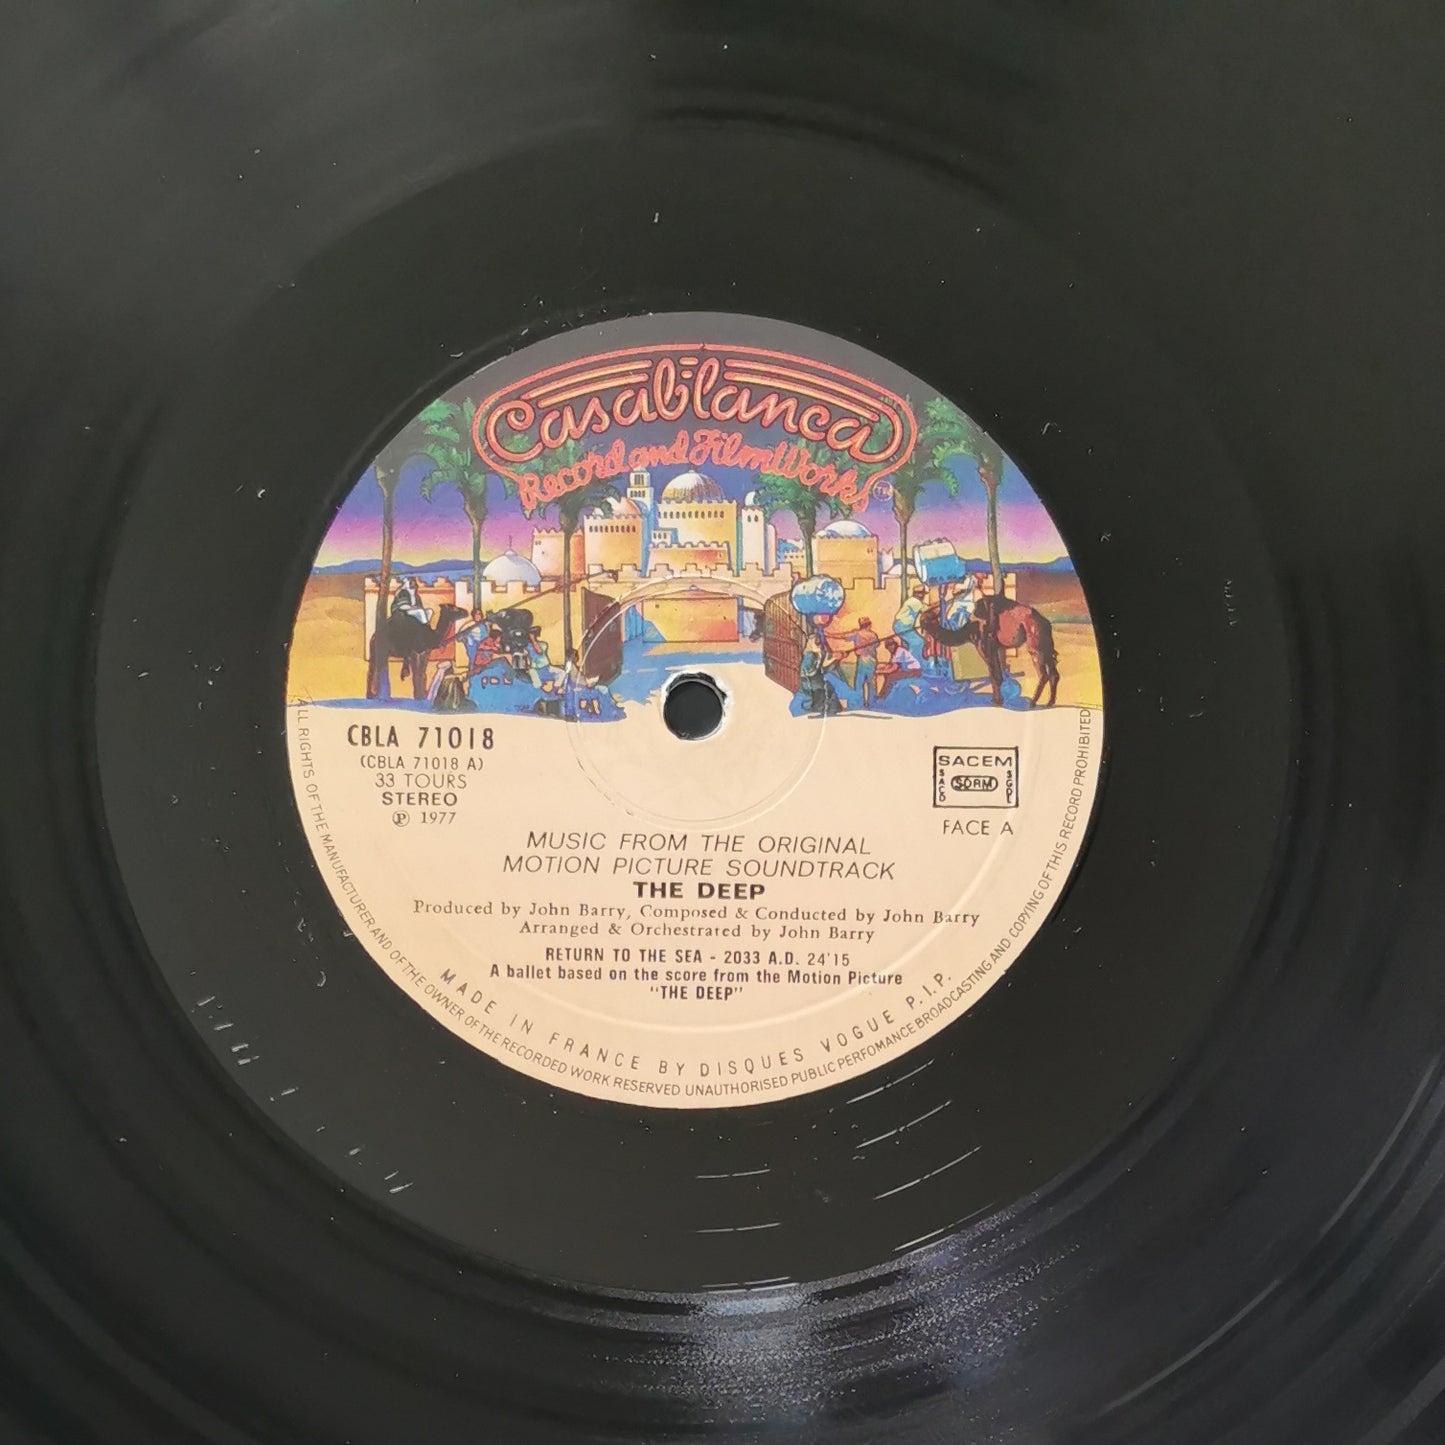 Casablanca
Record and FilmWorks
TM
CBLA 71018
(CBLA 71018 A)
33 TOURS
STEREO
Ⓟ 1977
SACEM
SACD
SDRM
SGDL
FACE A
MUSIC FROM THE ORIGINAL
MOTION PICTURE SOUNDTRACK
THE DEEP
Produced by John Barry, Composed & Conducted by John Barry
Arranged & Orchestrated by John Barry
RETURN TO THE SEA - 2033 A.D. 24'15
A ballet based on the score from the Motion Picture
"THE DEEP"
MADE IN FRANCE BY DISQUES VOGUE P.I.P.
ALL RIGHTS OF THE MANUFACTURER AND OF THE OWNER OF THE RECORDED WORK RESERVED UNAUTHORISED PUBLIC PERFOMANCE BROADCASTING AND COPYING OF THIS RECORD PROHIBITED